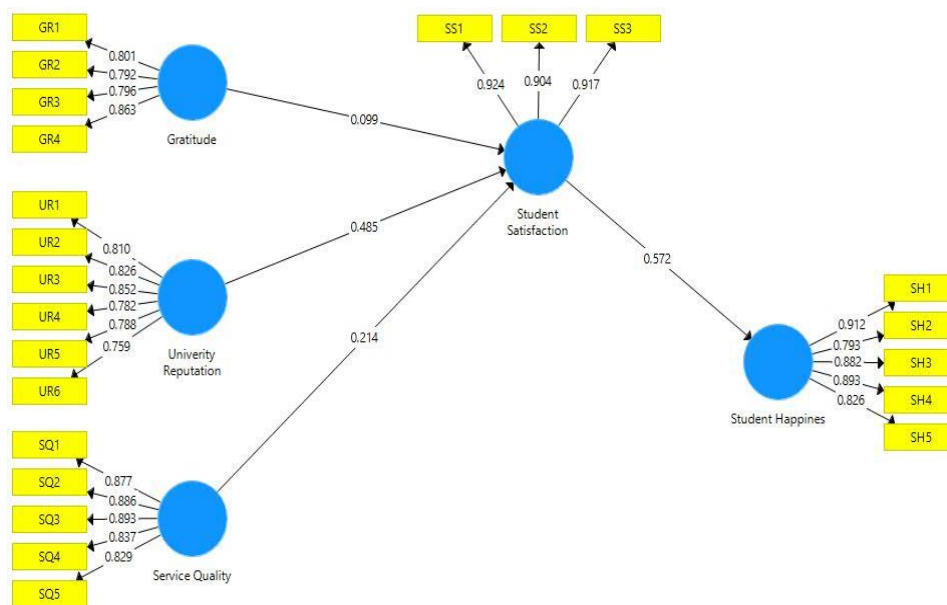 GR1
GR2
GR3
GR4
0.801
0.792
0.796
0.863
Gratitude
UR1
UR2
UR3
UR4
UR5
UR6
0.810
0.826
0.852
0.782
0.788
0.759
Univerity
Reputation
SQ1
SQ2
SQ3
SQ4
SQ5
0.877
0.886
0.893
0.837
0.829
Service Quality
0.099
0.485
0.214
SS1
SS2
SS3
0.924
0.904
0.917
Student
Satisfaction
0.572
SH1
SH2
SH3
SH4
SH5
0.912
0.793
0.882
0.893
0.826
Student Happines